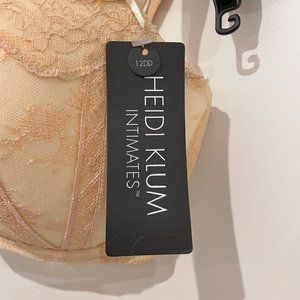 12DD
HEIDI KLUM
INTIMATES™